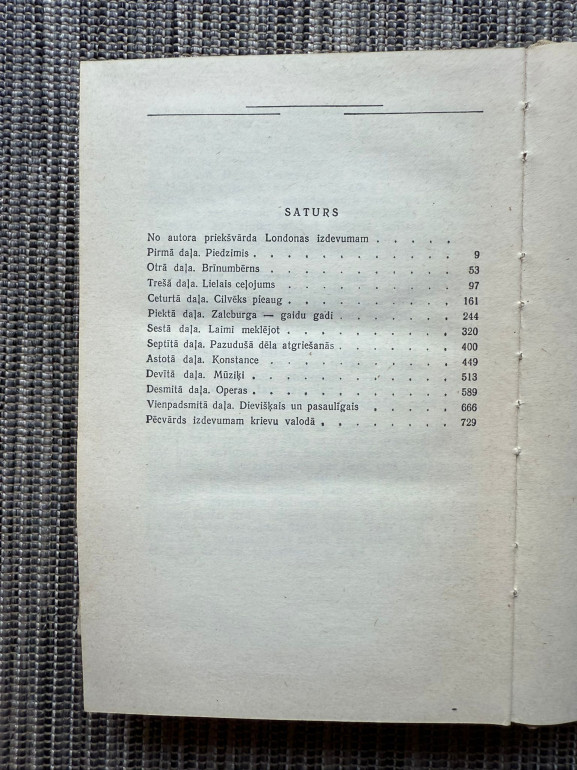 SATURS
No autora priekšvārda Londonas izdevumam . . . . .
Pirmā daļa. Piedzimis . . . . . . . . . . . . 9
Otrā daļa. Brīnumbērns . . . . . . . . . . . 53
Trešā daļa. Lielais ceļojums . . . . . . . . . . 97
Ceturtā daļa. Cilvēks pieaug . . . . . . . . . . 161
Piektā daļa. Zalcburga — gaidu gadi . . . . . . . 244
Sestā daļa. Laimi meklējot . . . . . . . . . . 320
Septītā daļa. Pazudušā dēla atgriešanās . . . . . . . 400
Astotā daļa. Konstance . . . . . . . . . . . 449
Devītā daļa. Mūziķi . . . . . . . . . . . . 513
Desmitā daļa. Operas . . . . . . . . . . . . 589
Vienpadsmitā daļa. Dievišķais un pasaulīgais . . . . . 666
Pēcvārds izdevumam krievu valodā . . . . . . . . 729